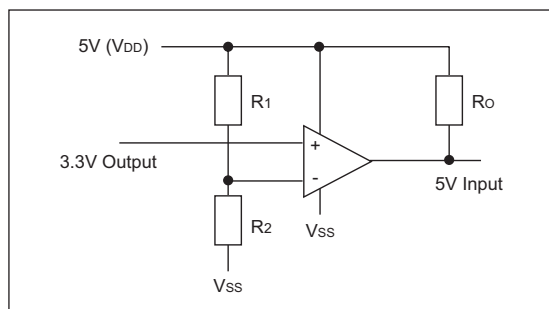 5V (VDD)
R1
RO
3.3V Output
+
-
5V Input
R2
VSS
VSS